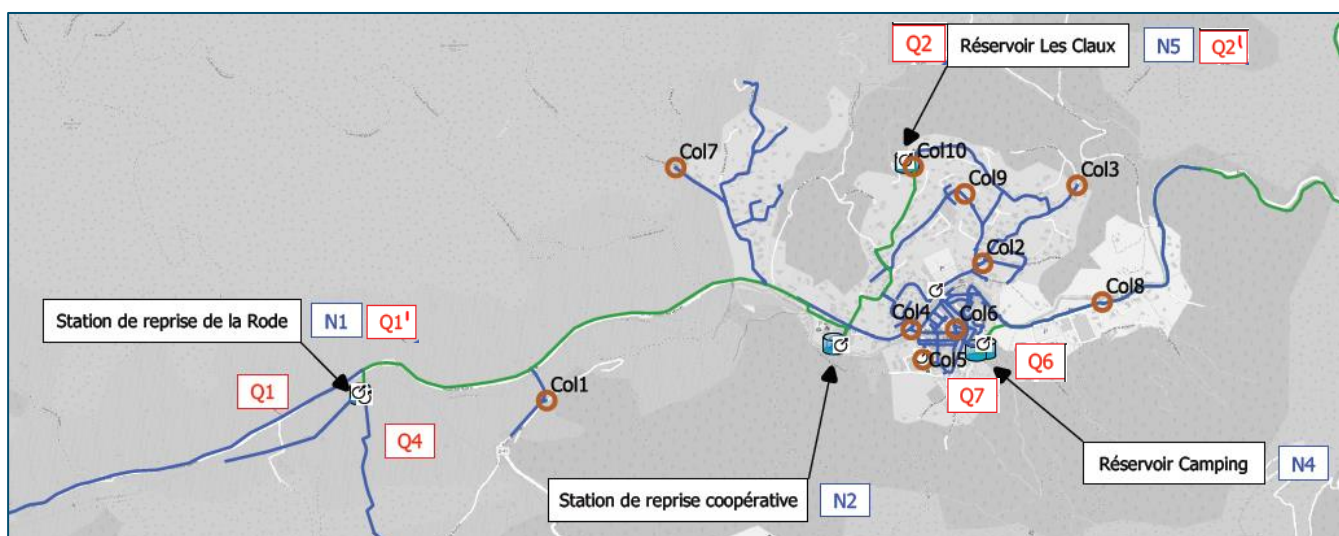 Q2 Réservoir Les Claux N5 Q2'
Col7
Col10
Col3
Col9
Col2
Station de reprise de la Rode N1 Q1'
Col8
Col4 Col6
Col5
Q1
Col1
Q6
Q7
Q4
Réservoir Camping N4
Station de reprise coopérative N2